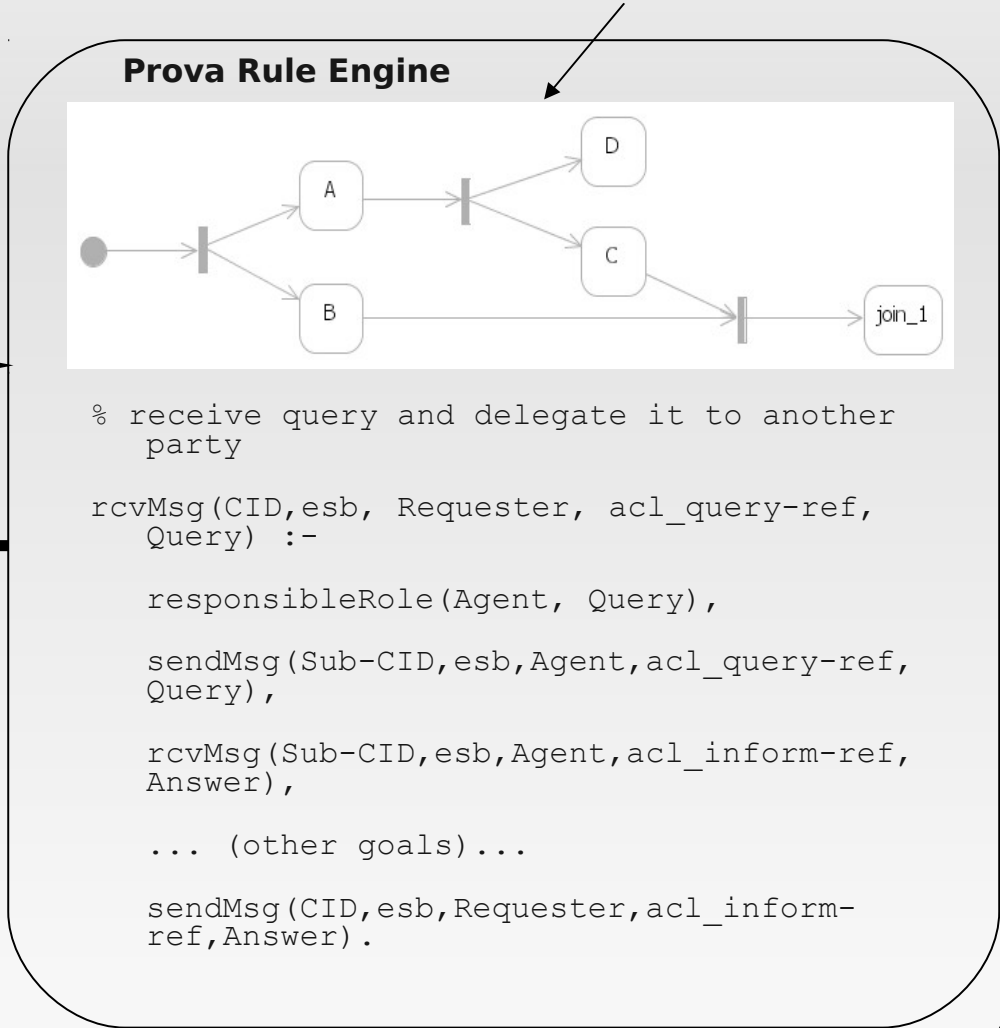 Prova Rule Engine
D
A
C
B
join_1
% receive query and delegate it to another
party
rcvMsg(CID,esb, Requester, acl_query-ref,
Query) :-
responsibleRole(Agent, Query),
sendMsg(Sub-CID,esb,Agent,acl_query-ref,
Query),
rcvMsg(Sub-CID,esb,Agent,acl_inform-ref,
Answer),
... (other goals)...
sendMsg(CID,esb,Requester,acl_inform-
ref,Answer).